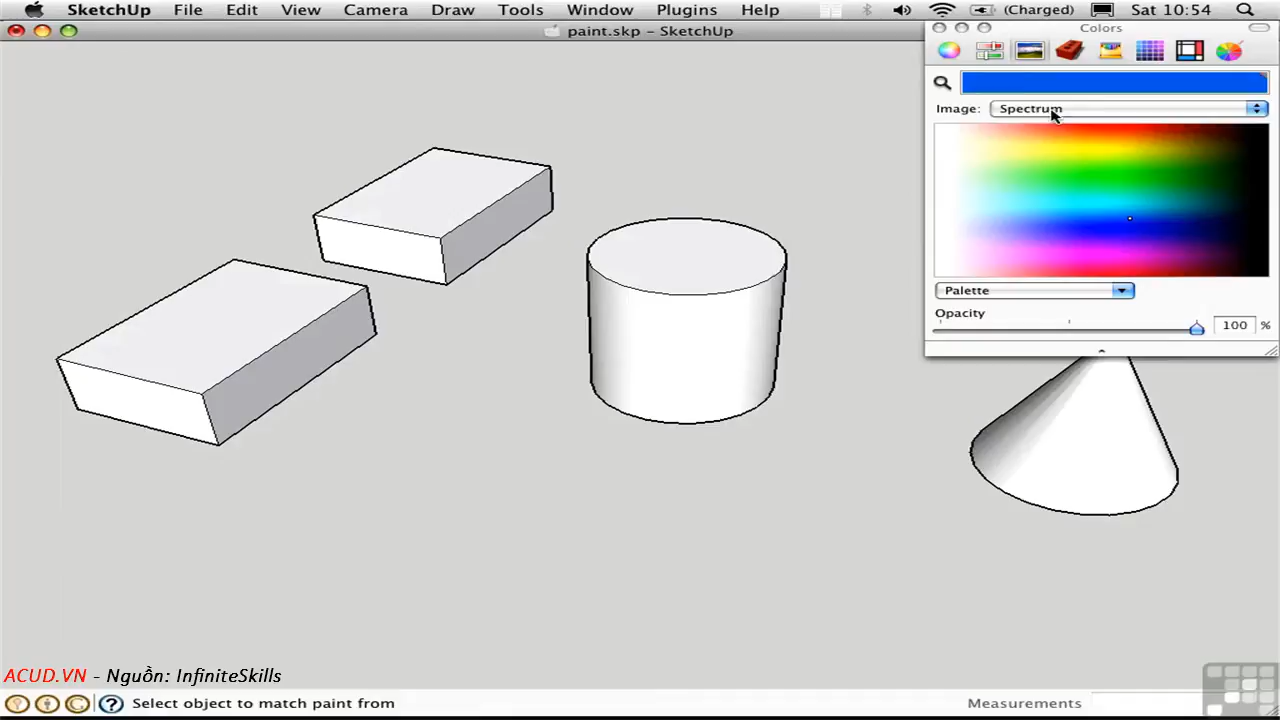 SketchUp File Edit View Camera Draw Tools Window Plugins Help (Charged) Sat 10:54
paint.skp – SketchUp
Colors
Image: Spectrum
Palette
Opacity
100 %
ACUD.VN - Nguồn: InfiniteSkills
Select object to match paint from
Measurements